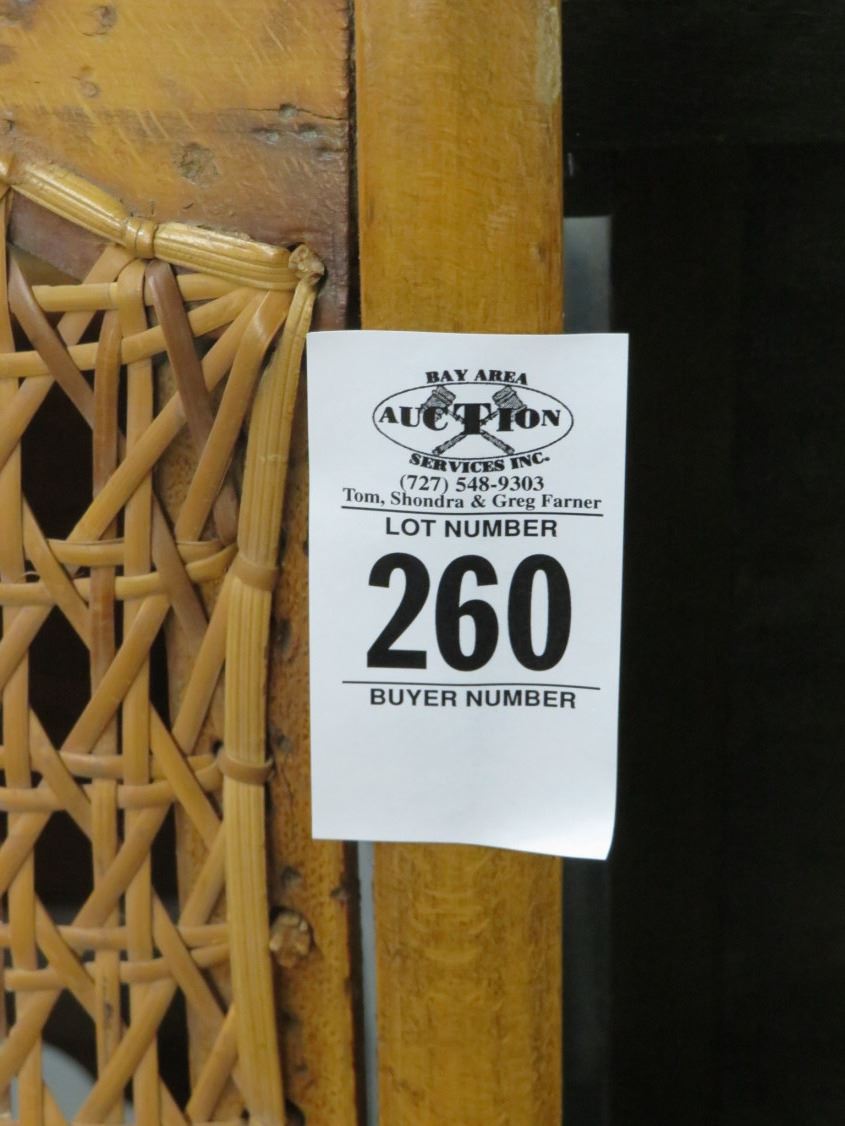 BAY AREA
AUCTION
SERVICES INC.
(727) 548-9303
Tom, Shondra & Greg Farner
LOT NUMBER
260
BUYER NUMBER